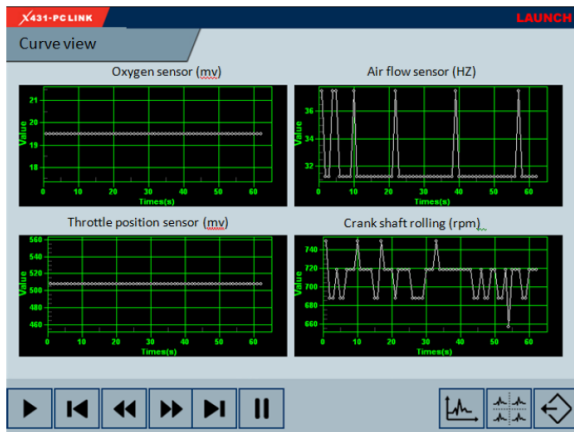 X431-PC LINK
LAUNCH
Curve view
Oxygen sensor (mv)
Air flow sensor (HZ)
21
20
19
18
Value
0 10 20 30 40 50 60
Times(s)
36
34
32
Value
0 10 20 30 40 50 60
Times(s)
Throttle position sensor (mv)
Crank shaft rolling (rpm)
560
540
520
500
480
460
Value
0 10 20 30 40 50 60
Times(s)
740
720
700
680
660
Value
0 10 20 30 40 50 60
Times(s)